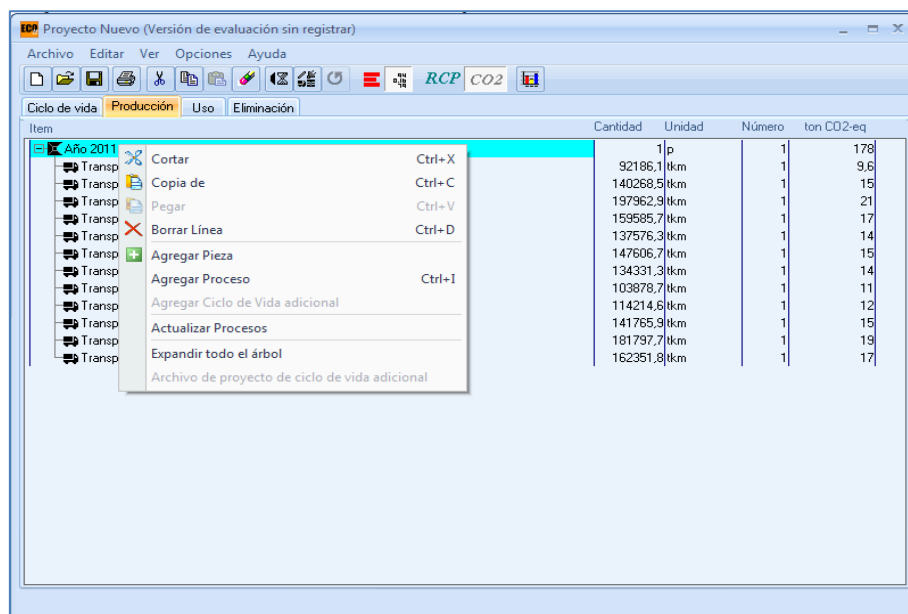 ECO Proyecto Nuevo (Versión de evaluación sin registrar)
Archivo Editar Ver Opciones Ayuda
RCP CO2
Ciclo de vida Producción Uso Eliminación
Item Cantidad Unidad Número ton CO2-eq
Año 2011 1 p 1 178
Transp 92186,1 tkm 1 9,6
Transp 140268,5 tkm 1 15
Transp 197962,9 tkm 1 21
Transp 159585,7 tkm 1 17
Transp 137576,3 tkm 1 14
Transp 147606,7 tkm 1 15
Transp 134331,3 tkm 1 14
Transp 103878,7 tkm 1 11
Transp 114214,6 tkm 1 12
Transp 141765,9 tkm 1 15
Transp 181797,7 tkm 1 19
Transp 162351,8 tkm 1 17
Cortar Ctrl+X
Copia de Ctrl+C
Pegar Ctrl+V
Borrar Línea Ctrl+D
Agregar Pieza
Agregar Proceso Ctrl+I
Agregar Ciclo de Vida adicional
Actualizar Procesos
Expandir todo el árbol
Archivo de proyecto de ciclo de vida adicional